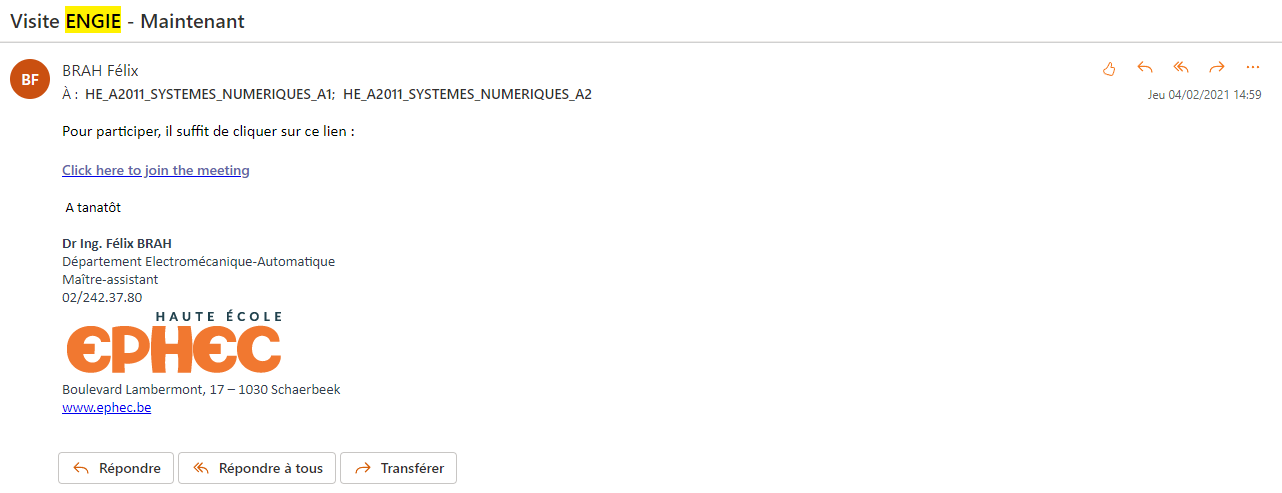 Visite ENGIE - Maintenant
BF
BRAH Félix
À : HE_A2011_SYSTEMES_NUMERIQUES_A1; HE_A2011_SYSTEMES_NUMERIQUES_A2
Jeu 04/02/2021 14:59
Pour participer, il suffit de cliquer sur ce lien :
Click here to join the meeting
A tanatôt
Dr Ing. Félix BRAH
Département Electromécanique-Automatique
Maître-assistant
02/242.37.80
HAUTE ÉCOLE
EPHEC
Boulevard Lambermont, 17 – 1030 Schaerbeek
www.ephec.be
Répondre
Répondre à tous
Transférer